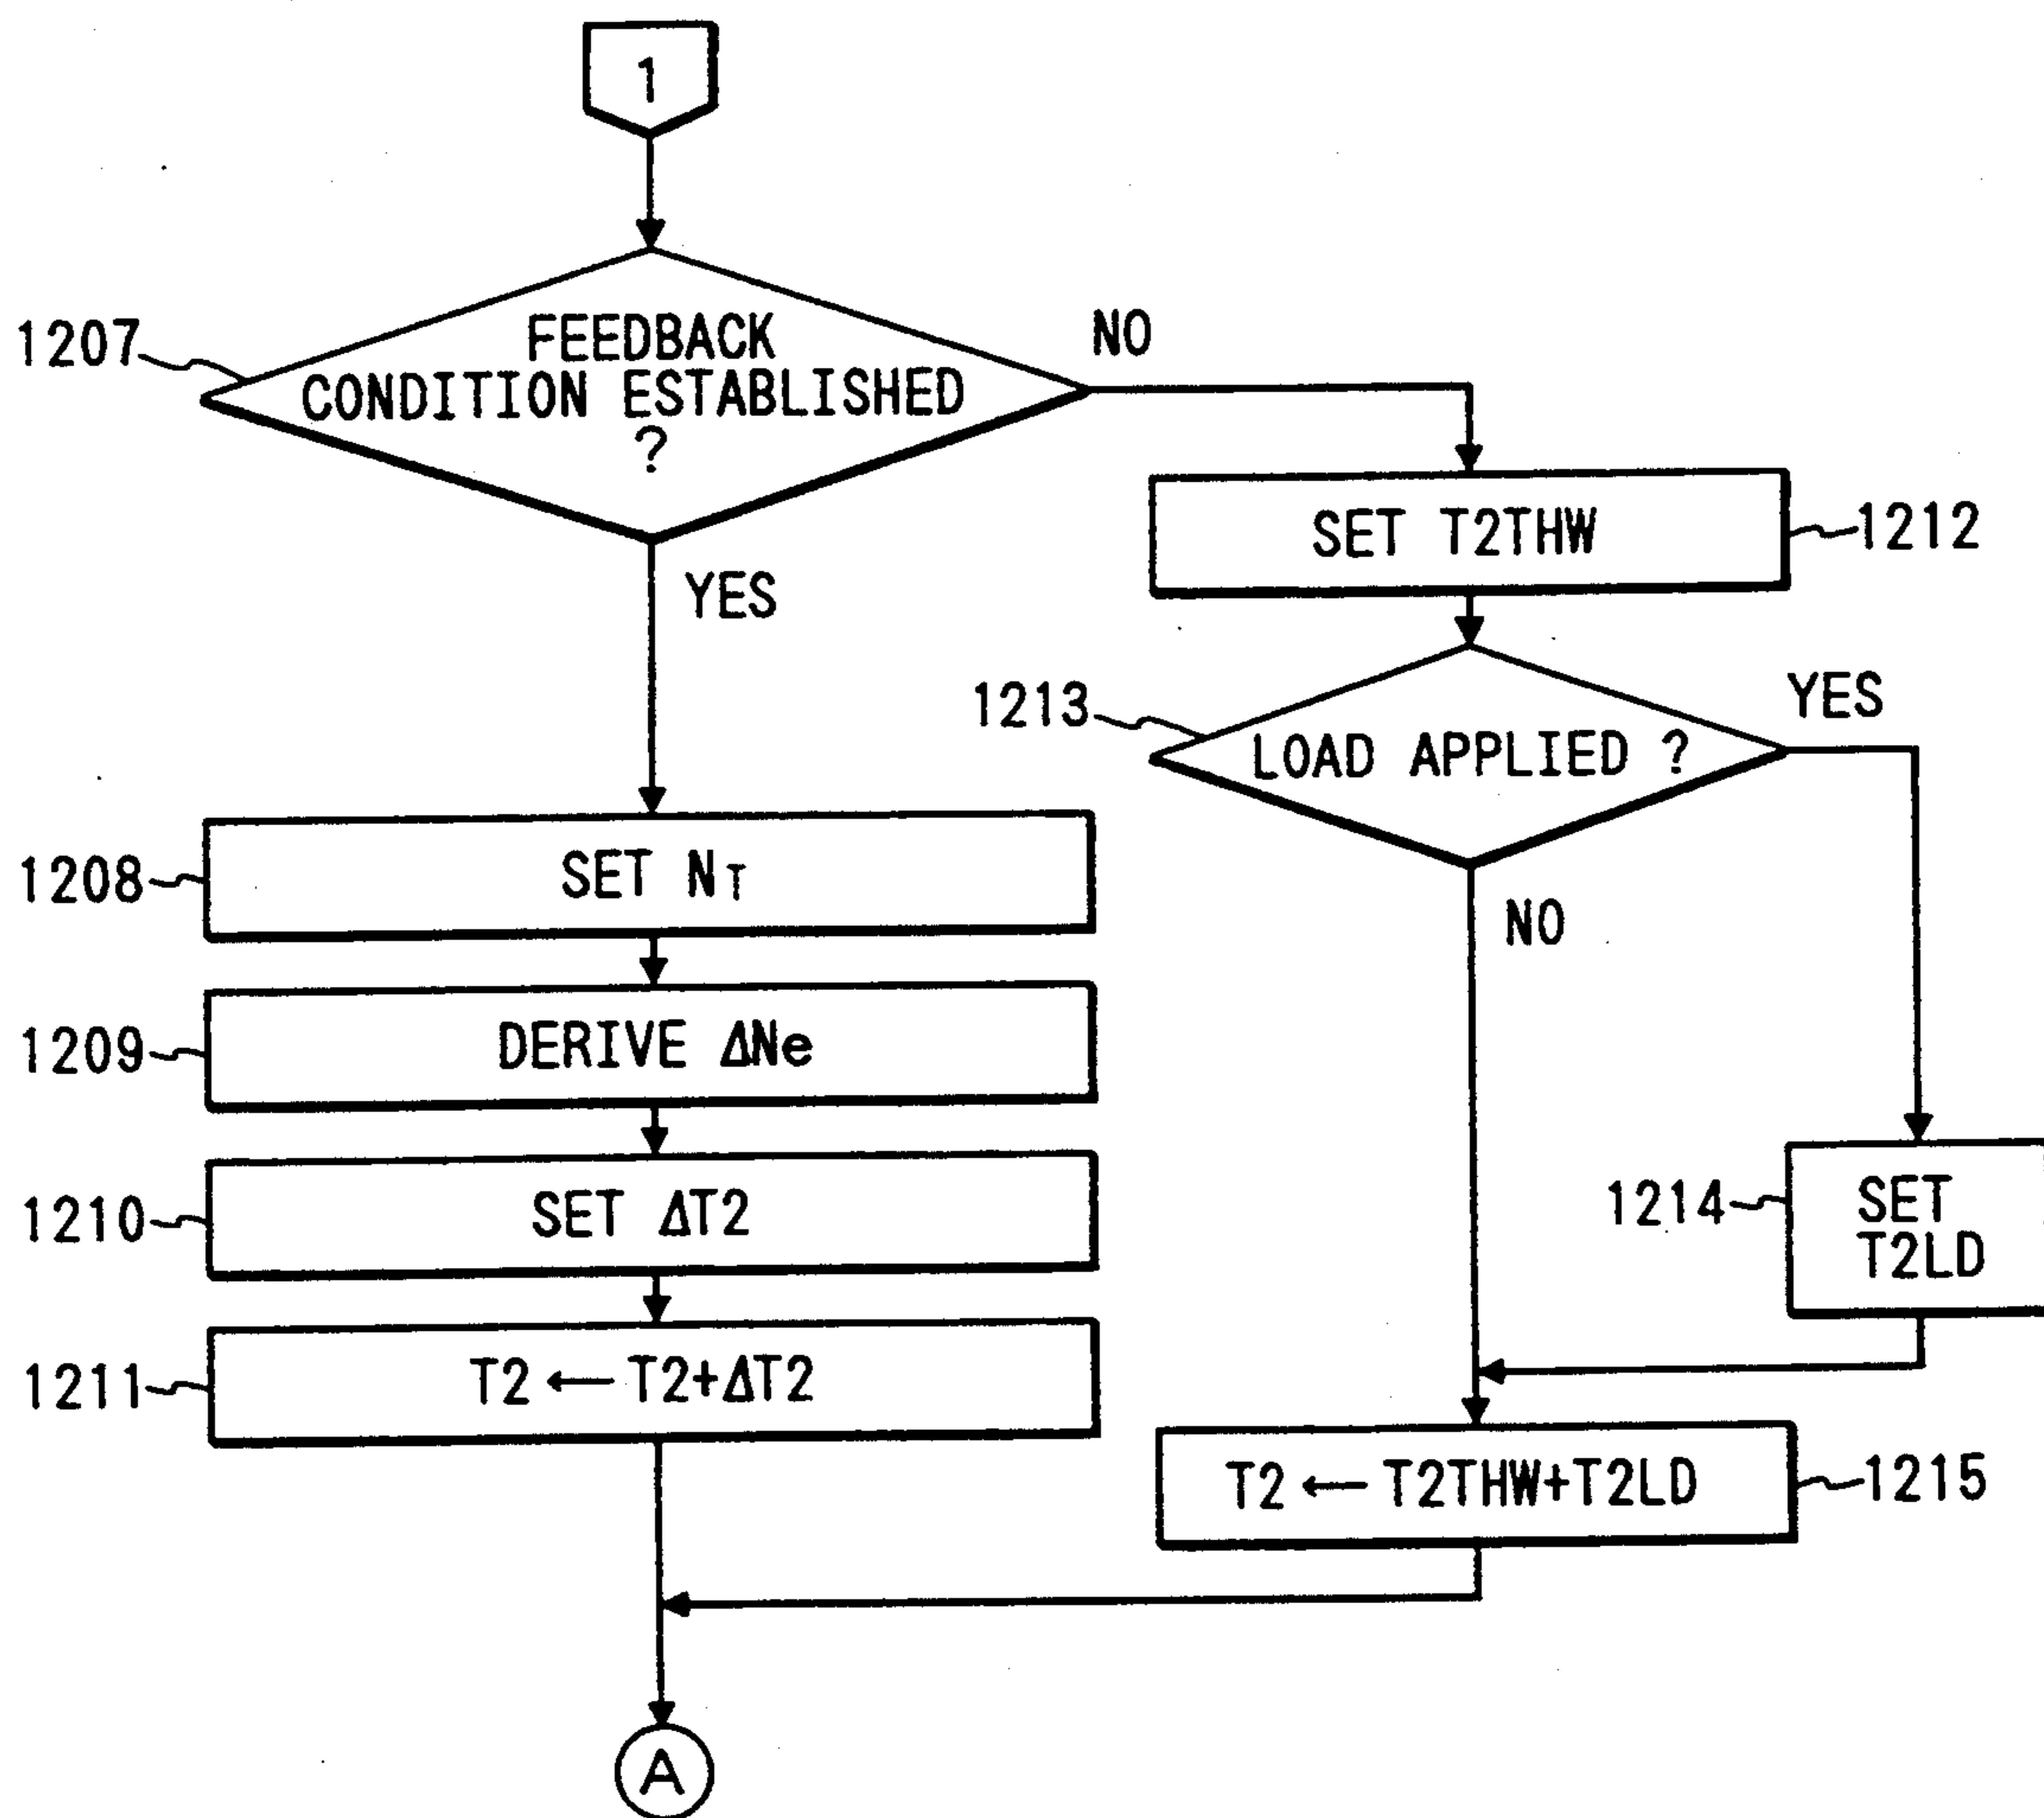 1
1207
FEEDBACK
CONDITION ESTABLISHED
?
NO
YES
SET T2THW
1212
1213
LOAD APPLIED ?
YES
NO
1208
SET NT
1209
DERIVE ΔNe
1210
SET ΔT2
1211
T2 ← T2+ΔT2
1214
SET
T2LD
T2 ← T2THW+T2LD
1215
A